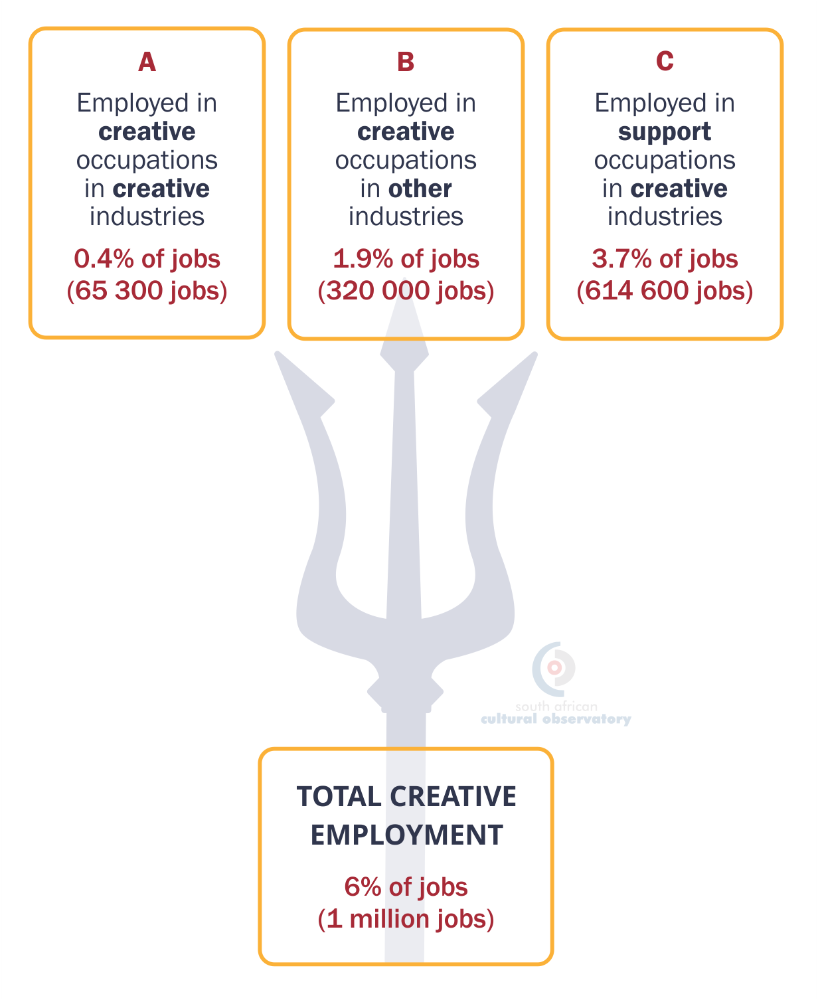 A
Employed in
creative
occupations
in creative
industries
0.4% of jobs
(65 300 jobs)
B
Employed in
creative
occupations
in other
industries
1.9% of jobs
(320 000 jobs)
C
Employed in
support
occupations
in creative
industries
3.7% of jobs
(614 600 jobs)
south african
cultural observatory
TOTAL CREATIVE
EMPLOYMENT
6% of jobs
(1 million jobs)